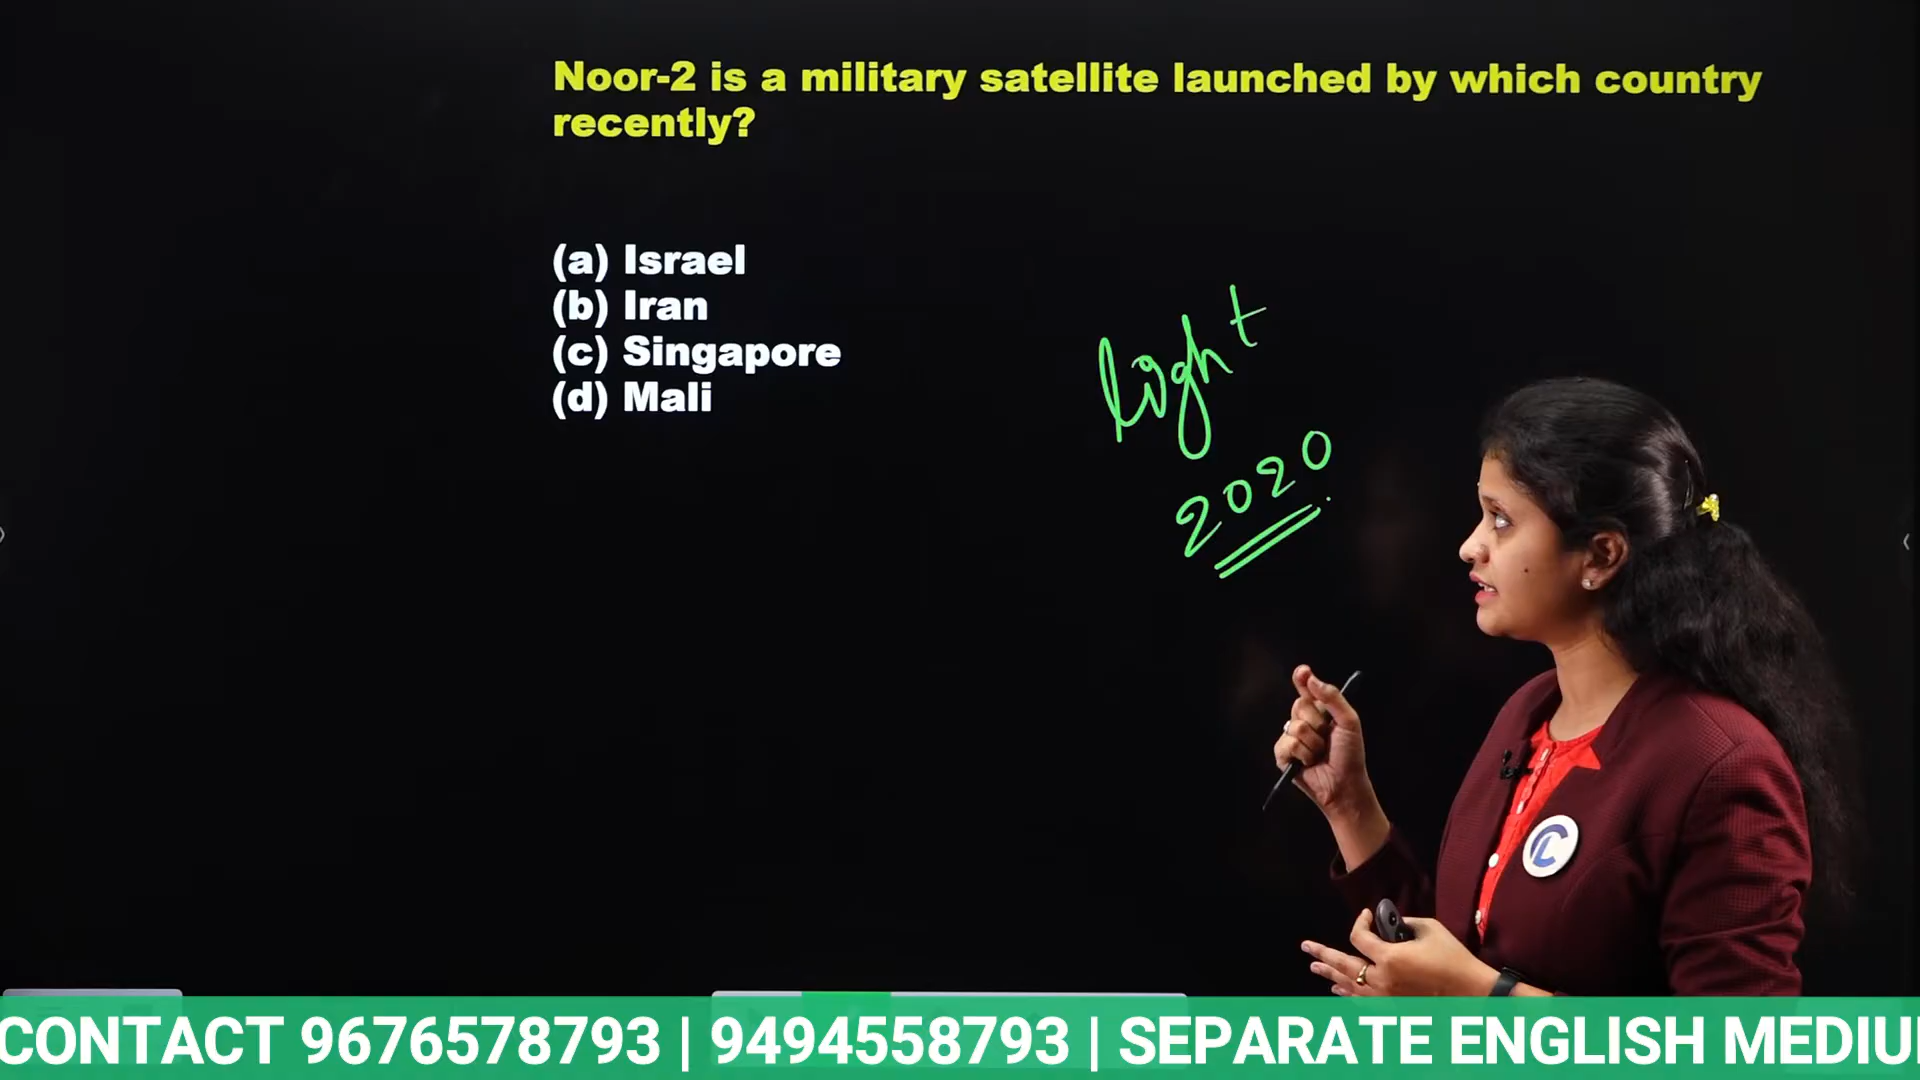 Noor-2 is a military satellite launched by which country
recently?
(a) Israel
(b) Iran
(c) Singapore
(d) Mali
light
2020
CONTACT 9676578793 | 9494558793 | SEPARATE ENGLISH MEDIU